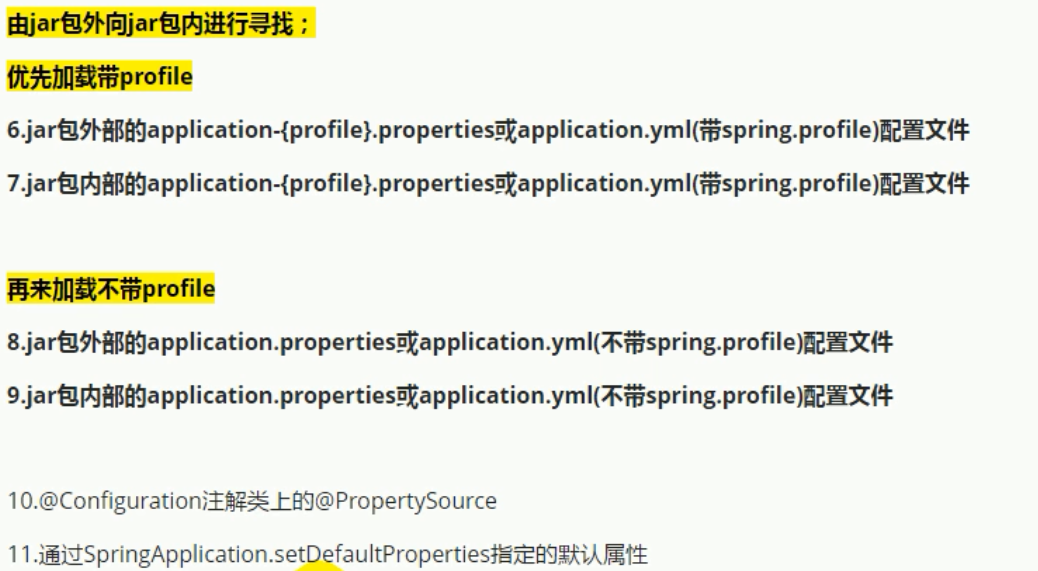 由jar包外向jar包内进行寻找；
优先加载带profile
6.jar包外部的application-{profile}.properties或application.yml(带spring.profile)配置文件
7.jar包内部的application-{profile}.properties或application.yml(带spring.profile)配置文件
再来加载不带profile
8.jar包外部的application.properties或application.yml(不带spring.profile)配置文件
9.jar包内部的application.properties或application.yml(不带spring.profile)配置文件
10.@Configuration注解类上的@PropertySource
11.通过SpringApplication.setDefaultProperties指定的默认属性